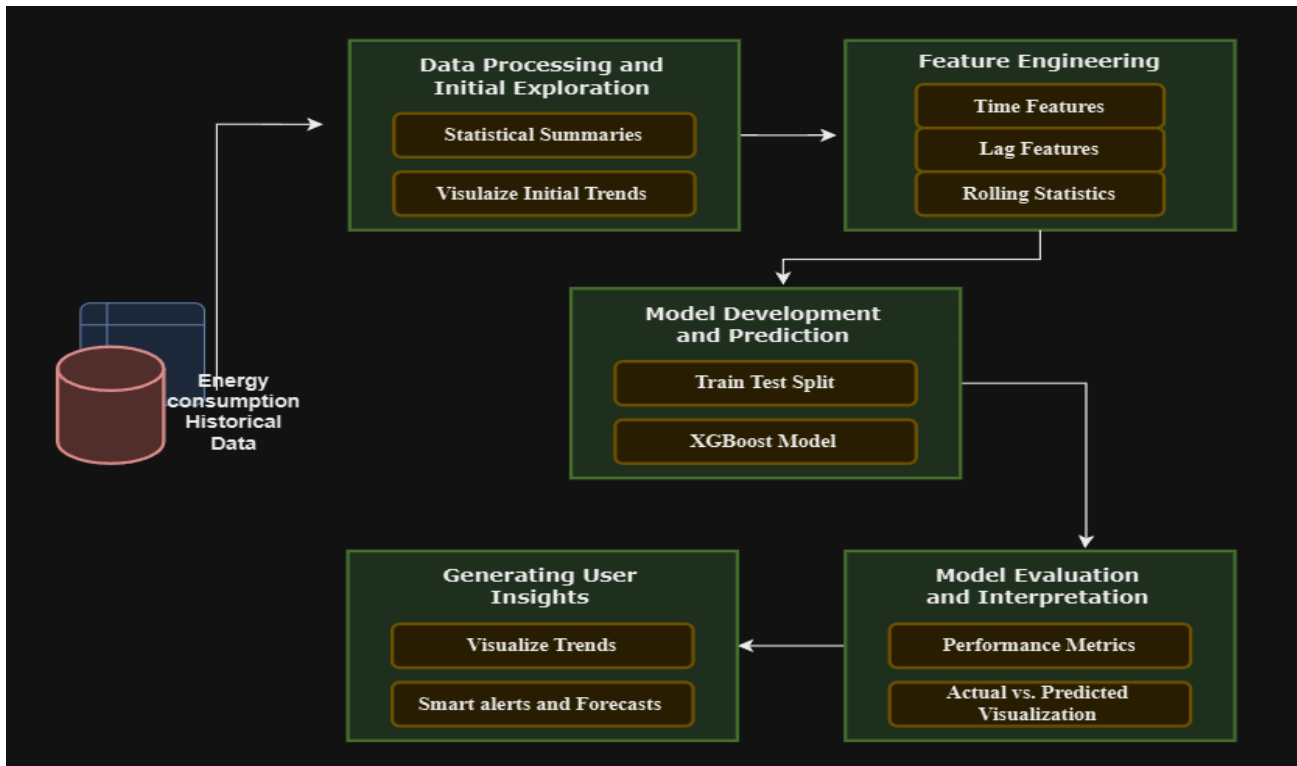 Data Processing and
Initial Exploration
Statistical Summaries
Visulaize Initial Trends
Feature Engineering
Time Features
Lag Features
Rolling Statistics
Energy
consumption
Historical
Data
Model Development
and Prediction
Train Test Split
XGBoost Model
Generating User
Insights
Visualize Trends
Smart alerts and Forecasts
Model Evaluation
and Interpretation
Performance Metrics
Actual vs. Predicted
Visualization